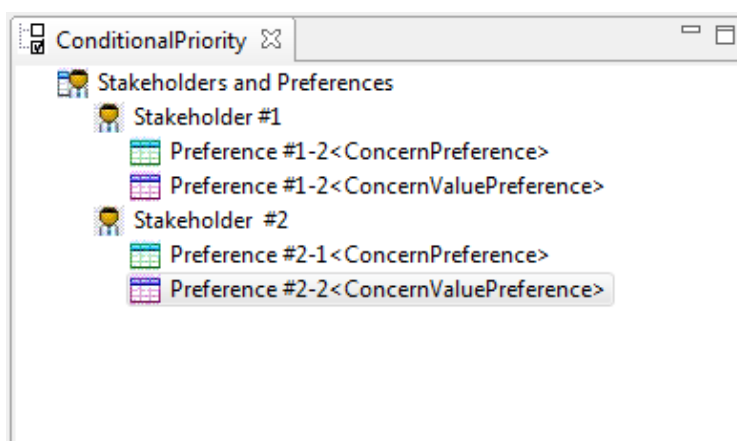 ConditionalPriority
Stakeholders and Preferences
Stakeholder #1
Preference #1-2<ConcernPreference>
Preference #1-2<ConcernValuePreference>
Stakeholder #2
Preference #2-1<ConcernPreference>
Preference #2-2<ConcernValuePreference>